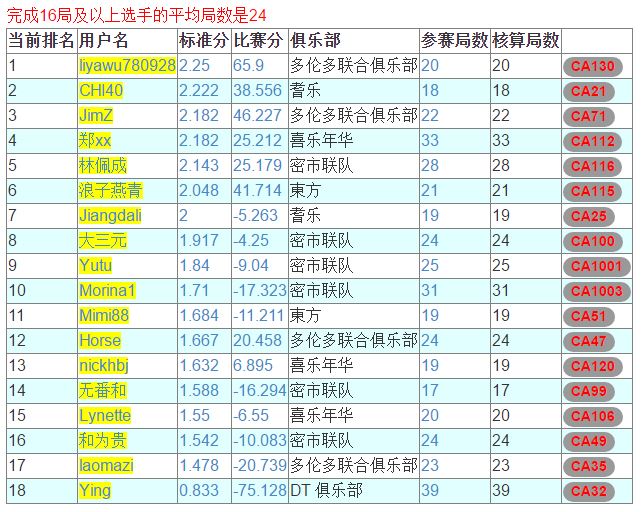 完成16局及以上选手的平均局数是24
当前排名 用户名 标准分 比赛分 俱乐部 参赛局数 核算局数
1 liyawu780928 2.25 65.9 多伦多联合俱乐部 20 20 CA130
2 CHI40 2.222 38.556 耆乐 18 18 CA21
3 JimZ 2.182 46.227 多伦多联合俱乐部 22 22 CA71
4 郑xx 2.182 25.212 喜乐年华 33 33 CA112
5 林佩成 2.143 25.179 密市联队 28 28 CA116
6 浪子燕青 2.048 41.714 東方 21 21 CA115
7 Jiangdali 2 -5.263 耆乐 19 19 CA25
8 大三元 1.917 -4.25 密市联队 24 24 CA100
9 Yutu 1.84 -9.04 密市联队 25 25 CA1001
10 Morina1 1.71 -17.323 密市联队 31 31 CA1003
11 Mimi88 1.684 -11.211 東方 19 19 CA51
12 Horse 1.667 20.458 多伦多联合俱乐部 24 24 CA47
13 nickhbj 1.632 6.895 喜乐年华 19 19 CA120
14 无番和 1.588 -16.294 密市联队 17 17 CA99
15 Lynette 1.55 -6.55 喜乐年华 20 20 CA106
16 和为贵 1.542 -10.083 密市联队 24 24 CA49
17 laomazi 1.478 -20.739 多伦多联合俱乐部 23 23 CA35
18 Ying 0.833 -75.128 DT 俱乐部 39 39 CA32